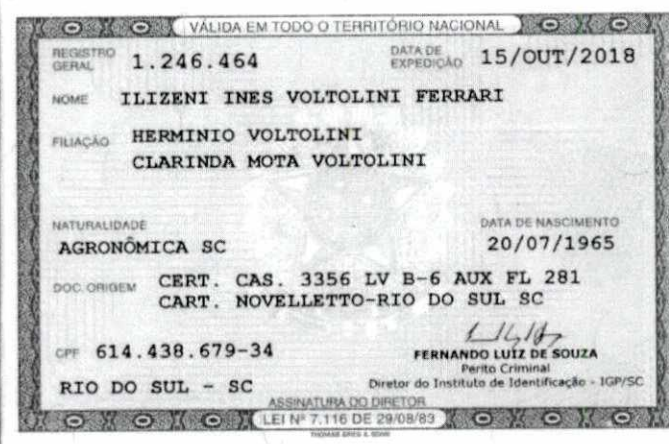 VÁLIDA EM TODO O TERRITÓRIO NACIONAL
REGISTRO GERAL 1.246.464 DATA DE EXPEDIÇÃO 15/OUT/2018
NOME ILIZENI INES VOLTOLINI FERRARI
FILIAÇÃO HERMINIO VOLTOLINI
CLARINDA MOTA VOLTOLINI
NATURALIDADE DATA DE NASCIMENTO
AGRONÔMICA SC 20/07/1965
DOC. ORIGEM CERT. CAS. 3356 LV B-6 AUX FL 281
CART. NOVELLETTO-RIO DO SUL SC
CPF 614.438.679-34
FERNANDO LUIZ DE SOUZA
Perito Criminal
RIO DO SUL - SC Diretor do Instituto de Identificação - IGP/SC
ASSINATURA DO DIRETOR
LEI Nº 7.116 DE 29/08/83